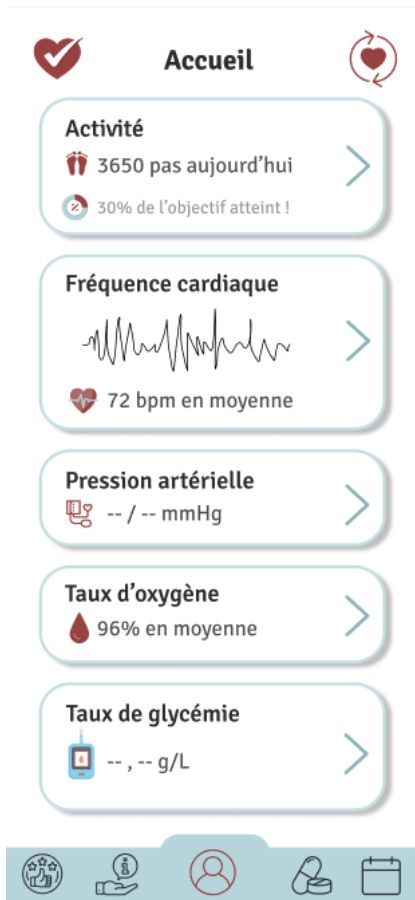 Accueil
Activité
3650 pas aujourd’hui
%
30% de l’objectif atteint !
Fréquence cardiaque
72 bpm en moyenne
Pression artérielle
-- / -- mmHg
Taux d’oxygène
96% en moyenne
Taux de glycémie
-- , -- g/L
i